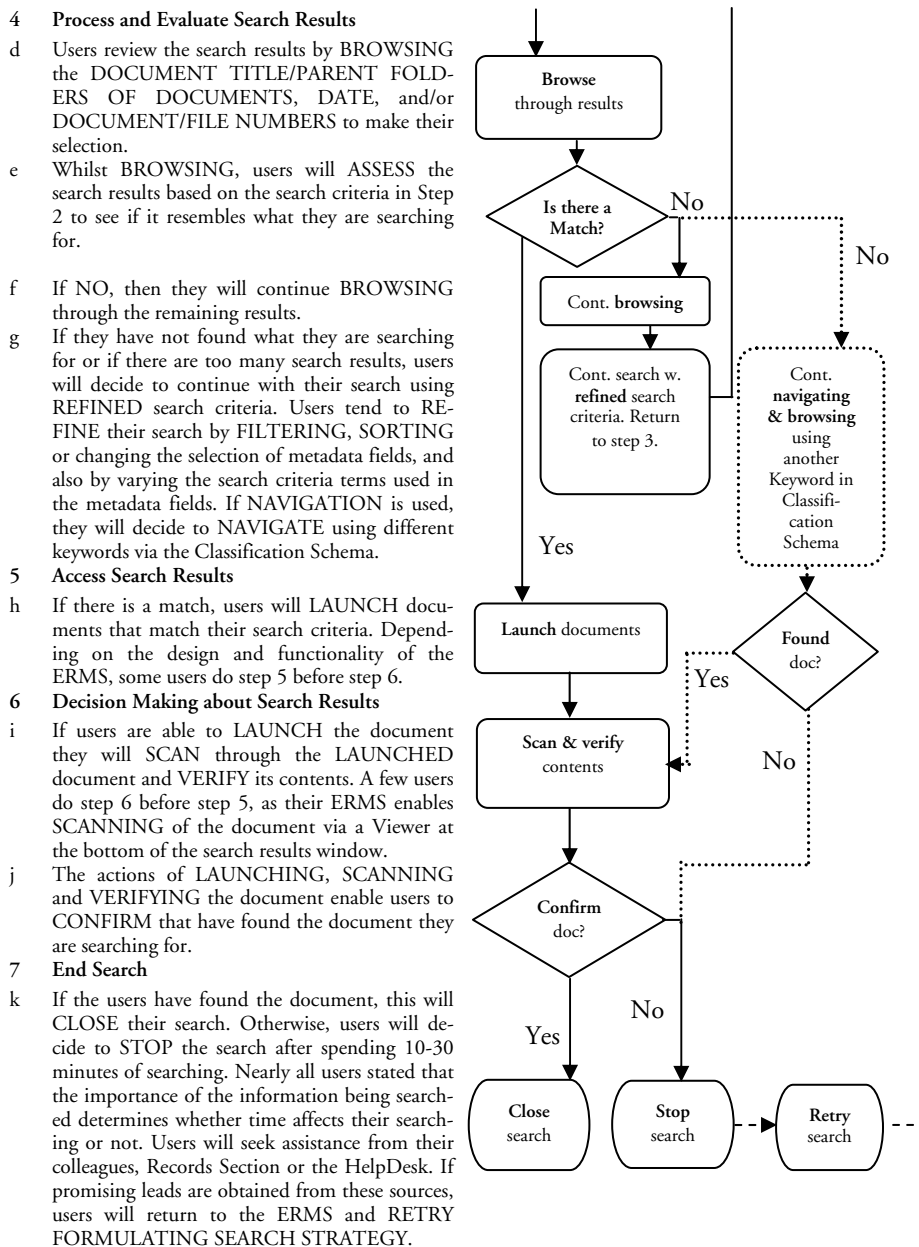 4 Process and Evaluate Search Results
d Users review the search results by BROWSING
the DOCUMENT TITLE/PARENT FOLD-
ERS OF DOCUMENTS, DATE, and/or
DOCUMENT/FILE NUMBERS to make their
selection.
e Whilst BROWSING, users will ASSESS the
search results based on the search criteria in Step
2 to see if it resembles what they are searching
for.
f If NO, then they will continue BROWSING
through the remaining results.
g If they have not found what they are searching
for or if there are too many search results, users
will decide to continue with their search using
REFINED search criteria. Users tend to RE-
FINE their search by FILTERING, SORTING
or changing the selection of metadata fields, and
also by varying the search criteria terms used in
the metadata fields. If NAVIGATION is used,
they will decide to NAVIGATE using different
keywords via the Classification Schema.
5 Access Search Results
h If there is a match, users will LAUNCH docu-
ments that match their search criteria. Depend-
ing on the design and functionality of the
ERMS, some users do step 5 before step 6.
6 Decision Making about Search Results
i If users are able to LAUNCH the document
they will SCAN through the LAUNCHED
document and VERIFY its contents. A few users
do step 6 before step 5, as their ERMS enables
SCANNING of the document via a Viewer at
the bottom of the search results window.
j The actions of LAUNCHING, SCANNING
and VERIFYING the document enable users to
CONFIRM that have found the document they
are searching for.
7 End Search
k If the users have found the document, this will
CLOSE their search. Otherwise, users will de-
cide to STOP the search after spending 10-30
minutes of searching. Nearly all users stated that
the importance of the information being search-
ed determines whether time affects their search-
ing or not. Users will seek assistance from their
colleagues, Records Section or the HelpDesk. If
promising leads are obtained from these sources,
users will return to the ERMS and RETRY
FORMULATING SEARCH STRATEGY.
Browse
through results
Is there a
Match?
No
No
Cont. browsing
Cont. search w.
refined search
criteria. Return
to step 3.
Cont.
navigating
& browsing
using
another
Keyword in
Classifi-
cation
Schema
Yes
Launch documents
Found
doc?
Yes
Scan & verify
contents
No
Confirm
doc?
Yes
No
Close
search
Stop
search
Retry
search